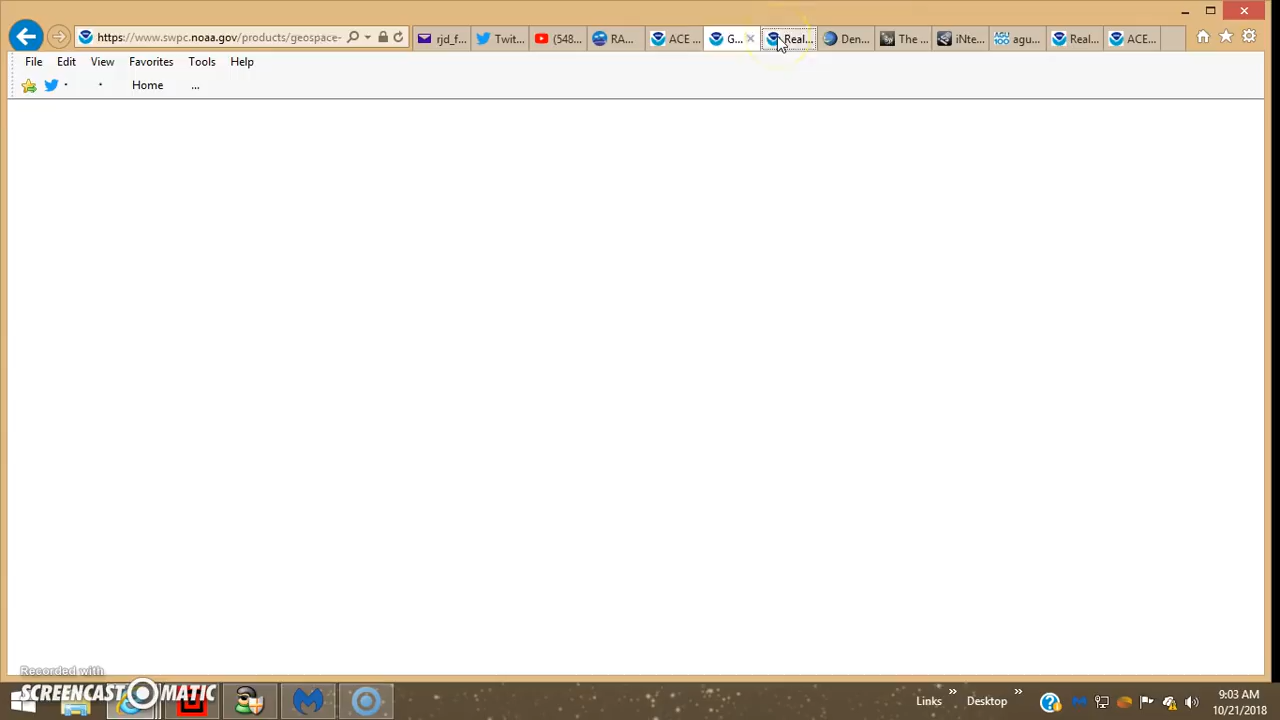 https://www.swpc.noaa.gov/products/geospace-
rjd_f...
Twit...
(548...
RA...
ACE ...
G...
Real...
Den...
The ...
iNte...
AGU 100
agu...
Real...
ACE...
File Edit View Favorites Tools Help
Home ...
Recorded with
SCREENCAST-O-MATIC
Links » Desktop »
9:03 AM
10/21/2018